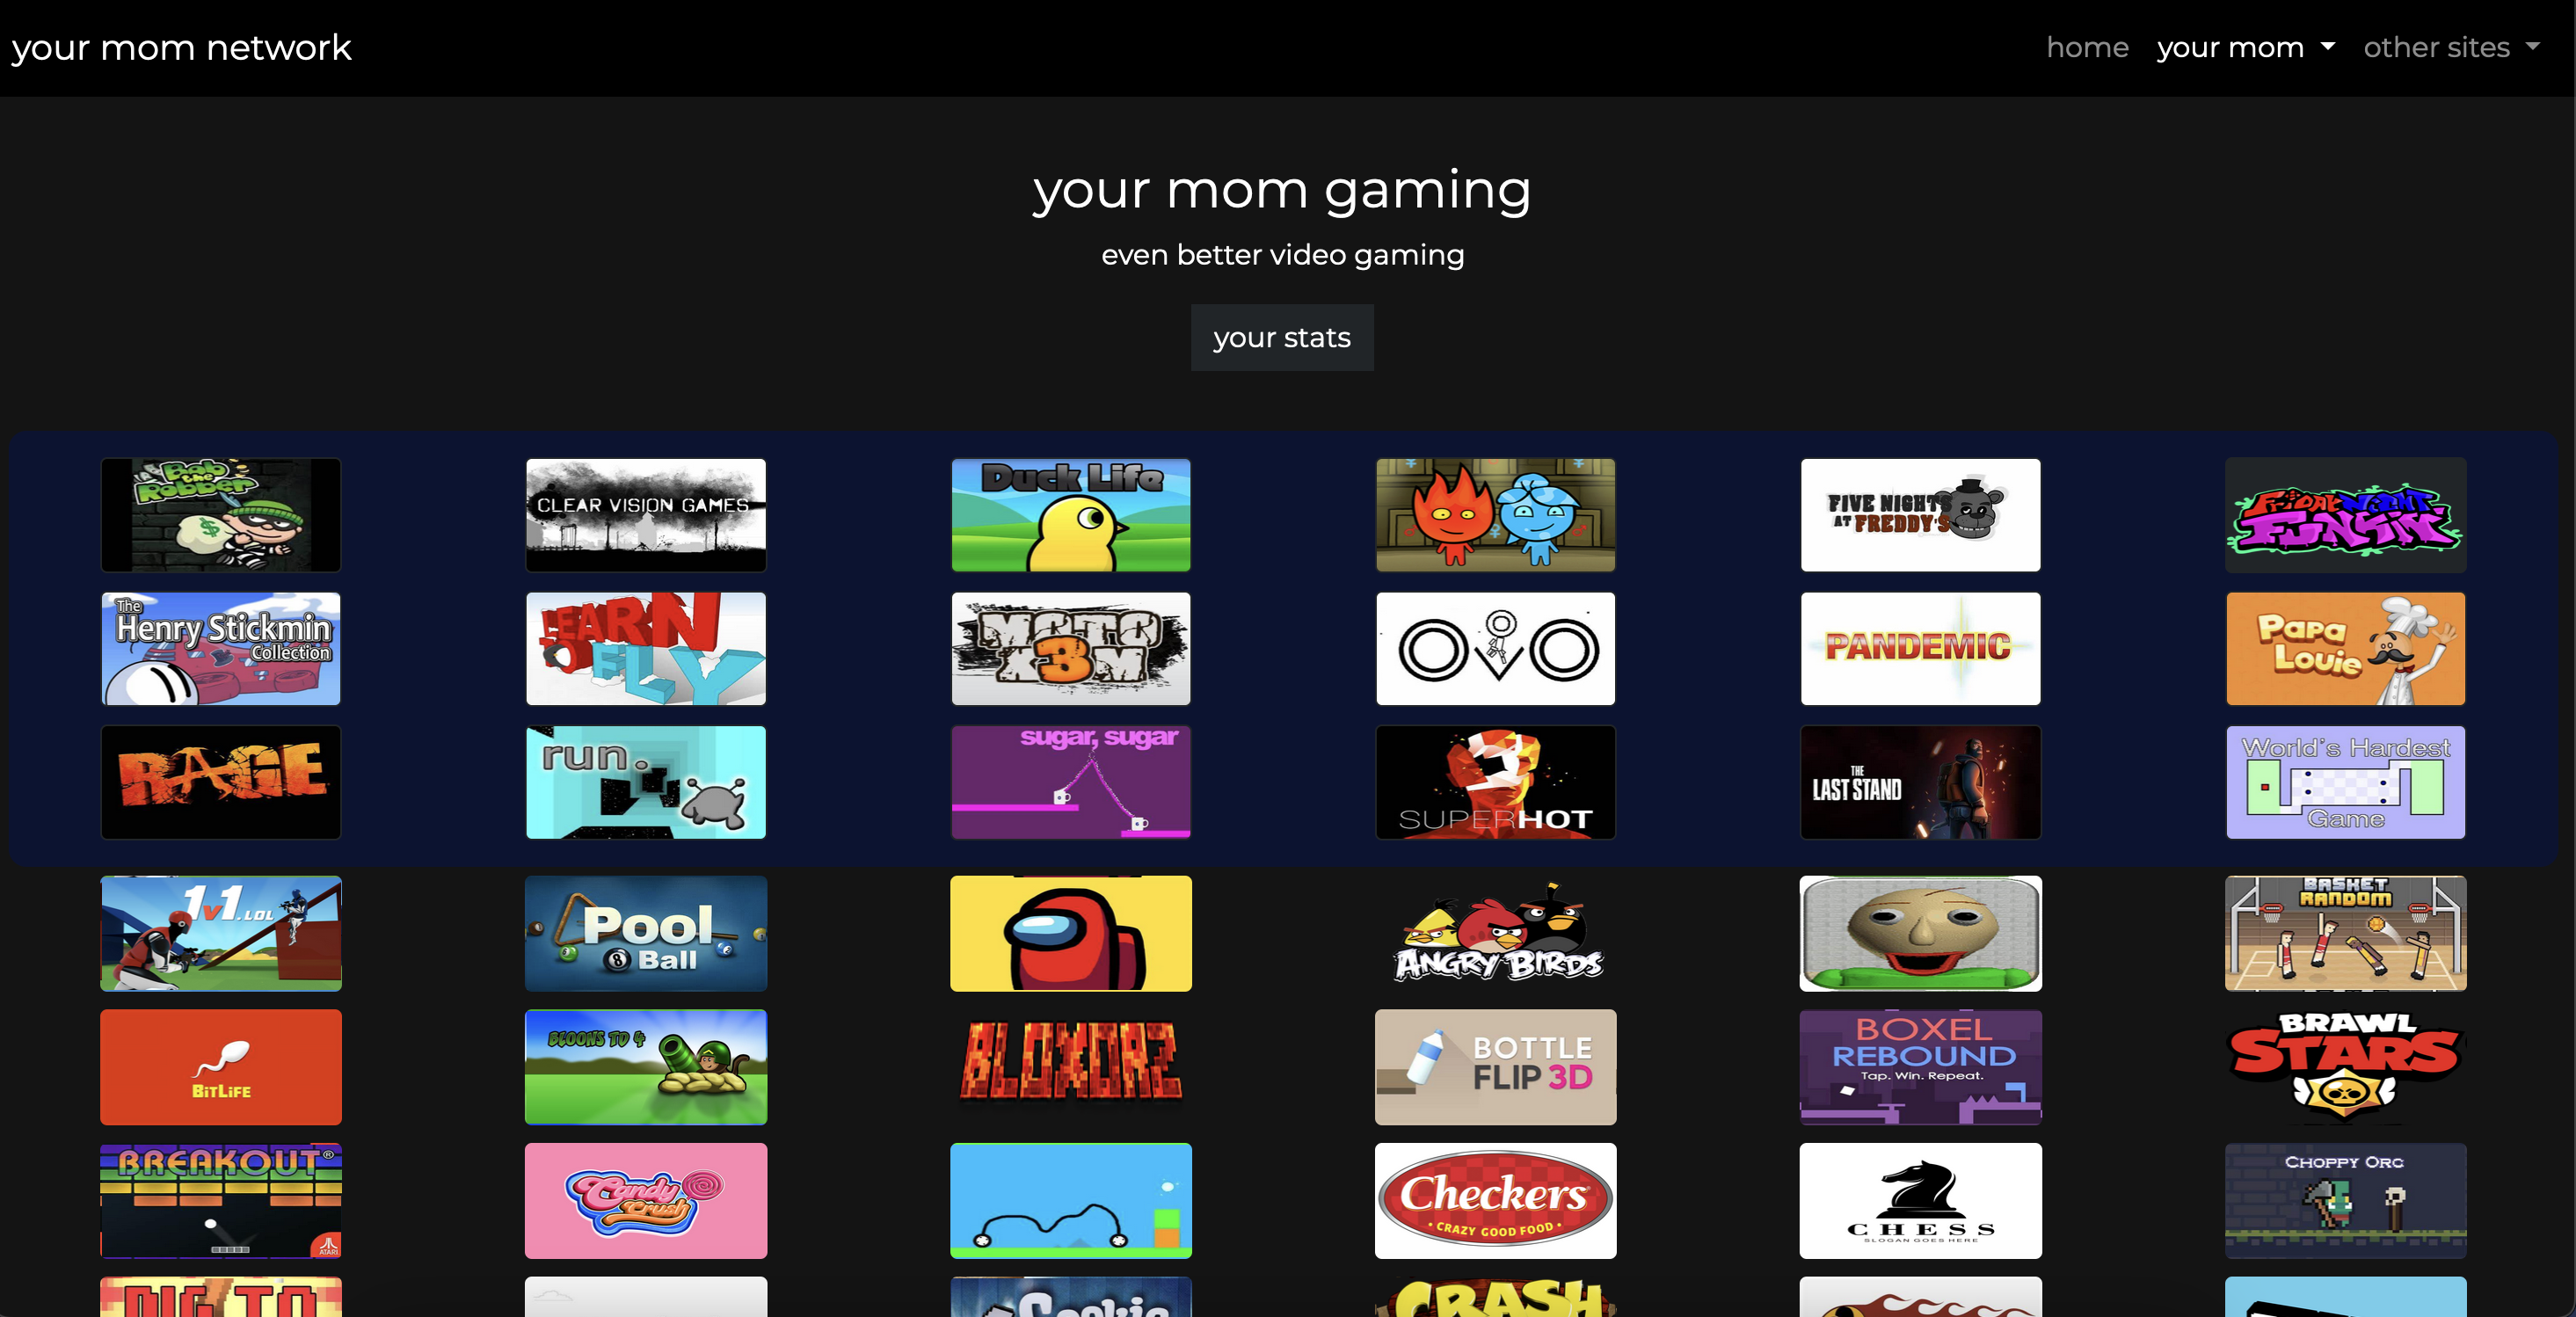 your mom network
home
your mom
other sites
your mom gaming
even better video gaming
your stats
Bob
the
Robber
$
CLEAR VISION GAMES
Duck Life
FIVE NIGHTS
AT FREDDY'S
FRIDAY NIGHT
FUNKIN'
The
Henry Stickmin
Collection
LEARN
TO
FLY
MOTO
X3M
OVO
PANDEMIC
Papa
Louie
RAGE
run.
sugar, sugar
SUPERHOT
THE
LAST STAND
World's Hardest
Game
1v1.LOL
Pool
8 Ball
ANGRY BIRDS
BASKET
RANDOM
BiTLiFE
BLOONS TD 4
BLOXORZ
BOTTLE
FLIP 3D
BOXEL
REBOUND
Tap. Win. Repeat.
BRAWL
STARS
BREAKOUT®
ATARI
Candy
Crush
Checkers
• CRAZY GOOD FOOD •
CHESS
SLOGAN GOES HERE
CHOPPY ORC
DIG TO
Cookie
CRASH